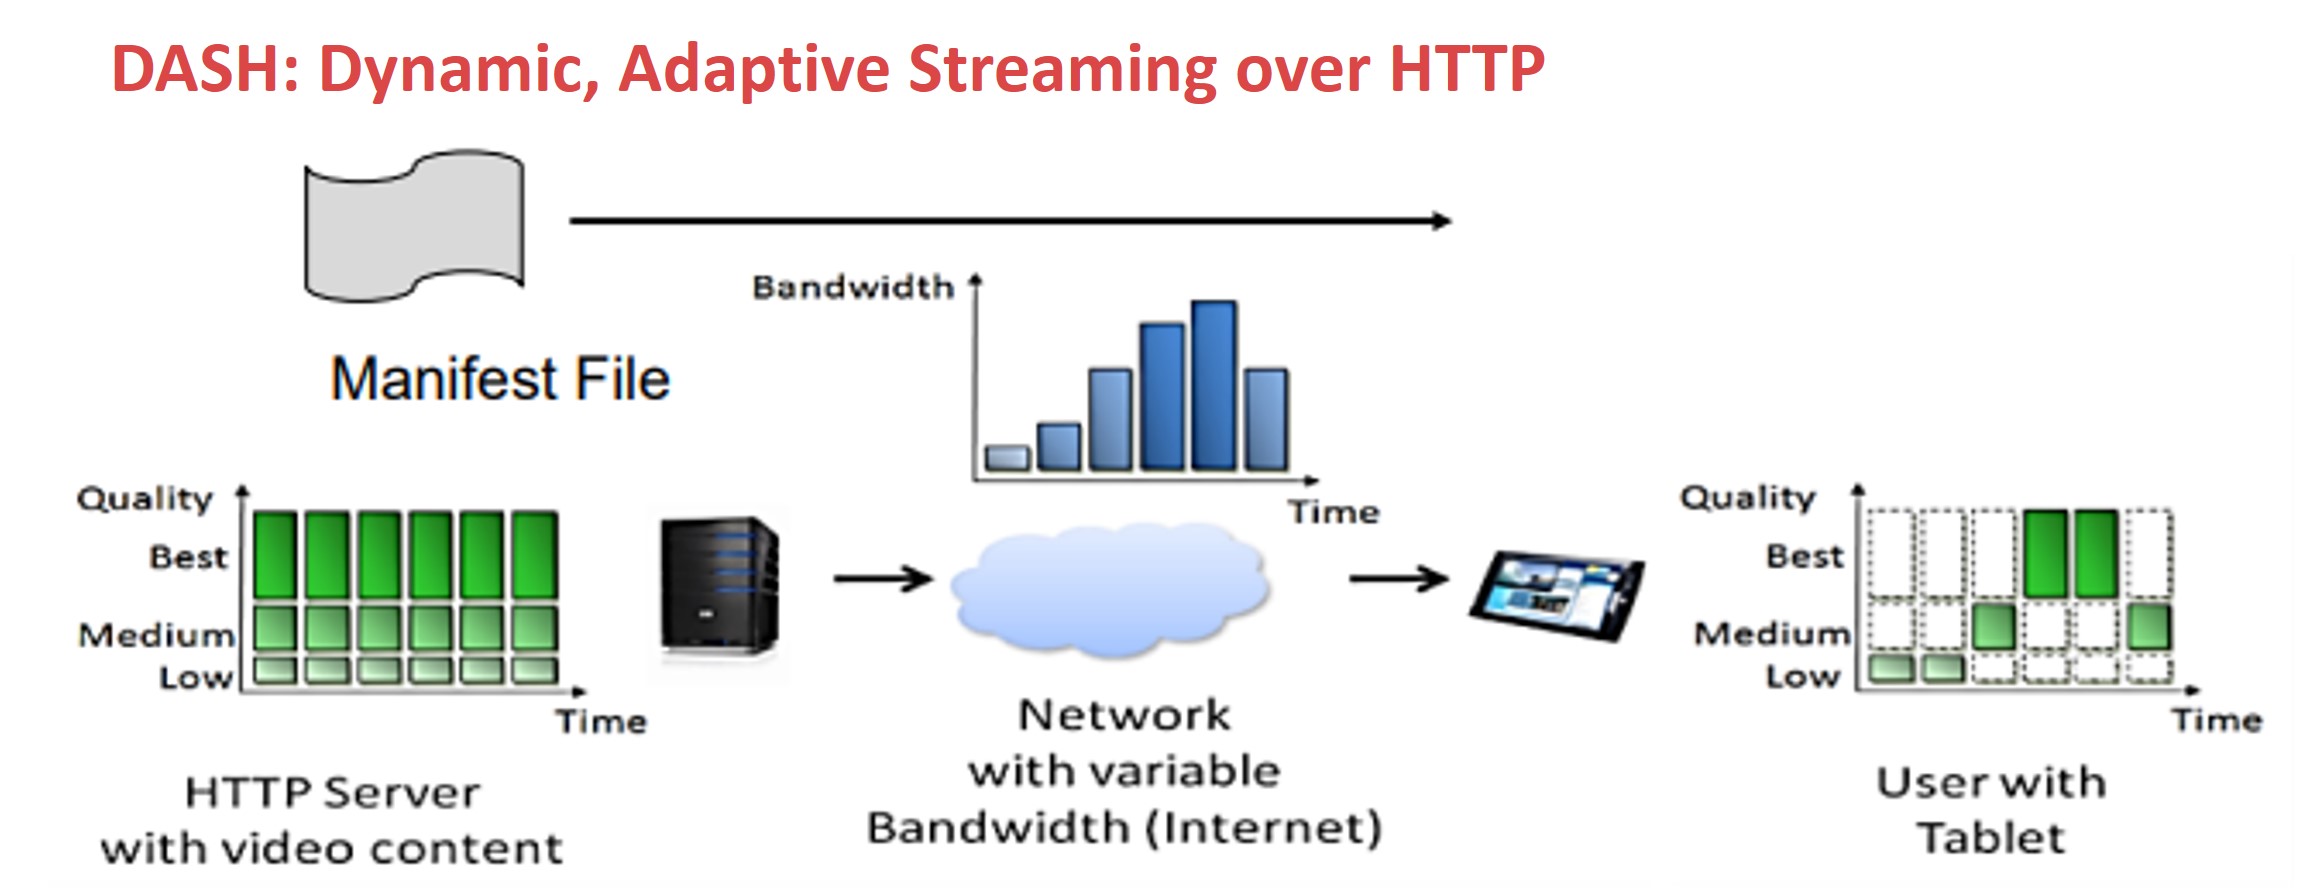 DASH: Dynamic, Adaptive Streaming over HTTP
Manifest File
Bandwidth
Time
Quality
Best
Medium
Low
Time
HTTP Server
with video content
Network
with variable
Bandwidth (Internet)
Quality
Best
Medium
Low
Time
User with
Tablet